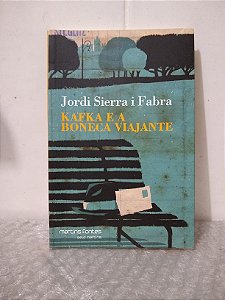 Jordi Sierra i Fabra
KAFKA E A
BONECA VIAJANTE
martins fontes